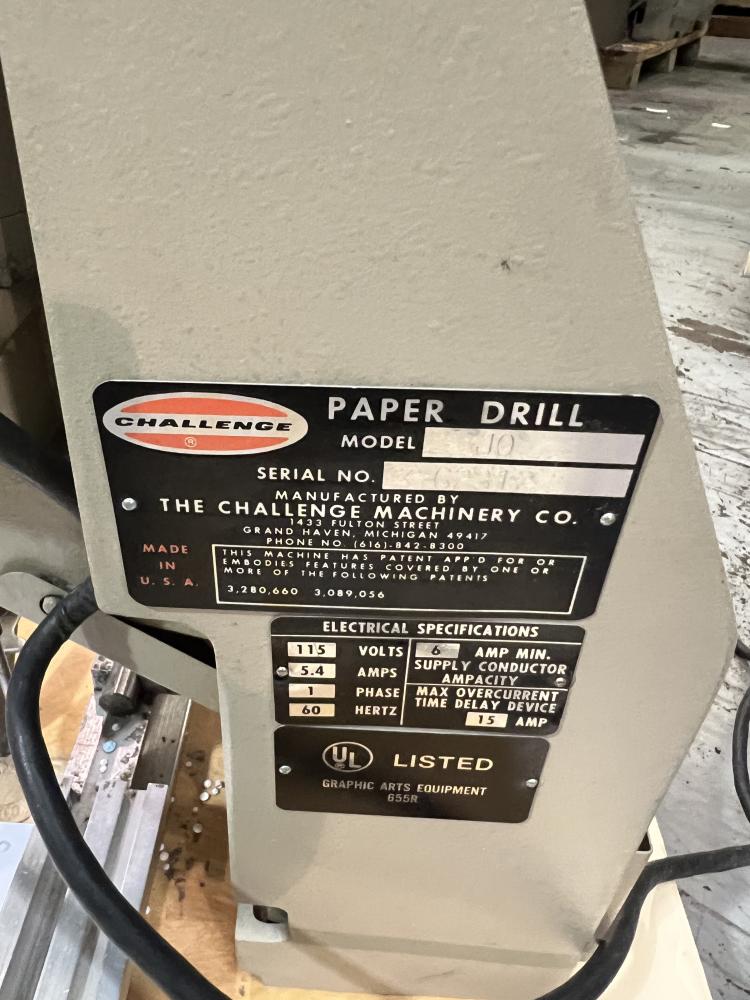 CHALLENGE
®
PAPER DRILL
MODEL
SERIAL NO.
MANUFACTURED BY
THE CHALLENGE MACHINERY CO.
1433 FULTON STREET
GRAND HAVEN, MICHIGAN 49417
PHONE NO. (616)-842-8300
MADE
IN
U. S. A.
THIS MACHINE HAS PATENT APP'D FOR OR
EMBODIES FEATURES COVERED BY ONE OR
MORE OF THE FOLLOWING PATENTS
3,280,660 3,089,056
ELECTRICAL SPECIFICATIONS
115 VOLTS
5.4 AMPS
1 PHASE
60 HERTZ
6 AMP MIN.
SUPPLY CONDUCTOR
AMPACITY
MAX OVERCURRENT
TIME DELAY DEVICE
15 AMP
UL LISTED
®
GRAPHIC ARTS EQUIPMENT
655R